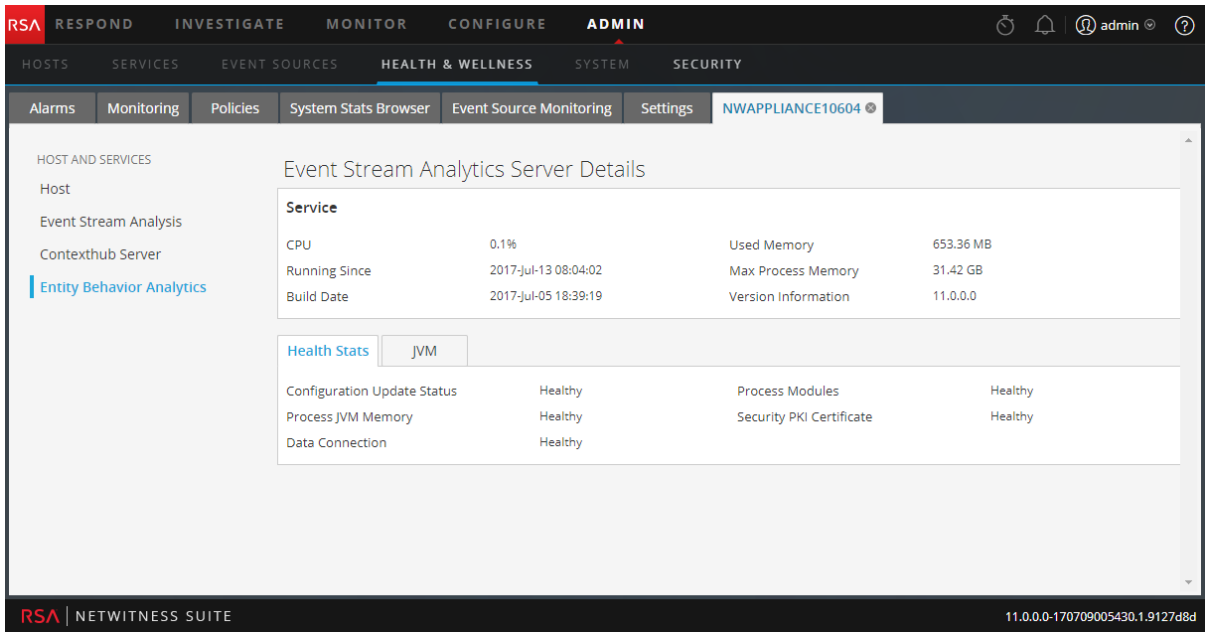 RSA RESPOND INVESTIGATE MONITOR CONFIGURE ADMIN admin ?
HOSTS SERVICES EVENT SOURCES HEALTH & WELLNESS SYSTEM SECURITY
Alarms Monitoring Policies System Stats Browser Event Source Monitoring Settings NWAPPLIANCE10604
HOST AND SERVICES
Host
Event Stream Analysis
Contexthub Server
Entity Behavior Analytics
Event Stream Analytics Server Details
Service
CPU 0.1% Used Memory 653.36 MB
Running Since 2017-Jul-13 08:04:02 Max Process Memory 31.42 GB
Build Date 2017-Jul-05 18:39:19 Version Information 11.0.0.0
Health Stats JVM
Configuration Update Status Healthy Process Modules Healthy
Process JVM Memory Healthy Security PKI Certificate Healthy
Data Connection Healthy
RSA NETWITNESS SUITE 11.0.0.0-170709005430.1.9127d8d